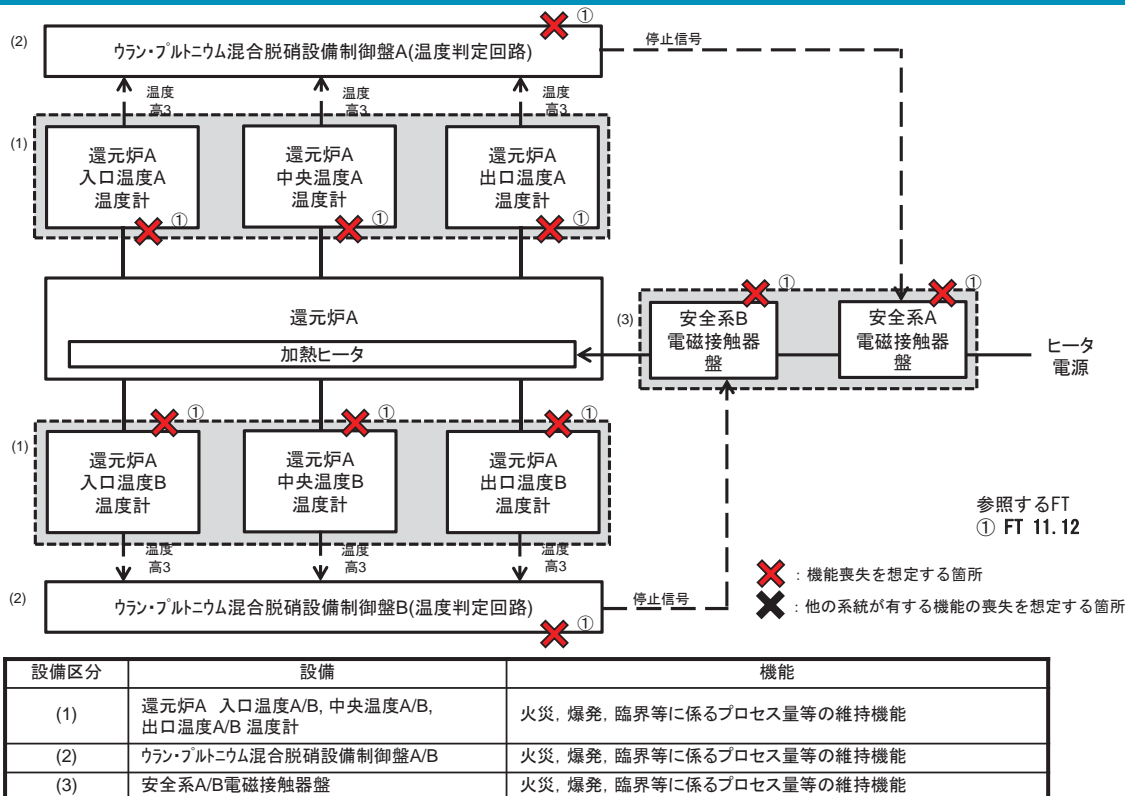 (2)
①
ウラン・プルトニウム混合脱硝設備制御盤A(温度判定回路)
停止信号
温度
高3
温度
高3
温度
高3
(1)
還元炉A
入口温度A
温度計
①
還元炉A
中央温度A
温度計
①
還元炉A
出口温度A
温度計
①
還元炉A
加熱ヒータ
(3)
①
安全系B
電磁接触器
盤
①
安全系A
電磁接触器
盤
ヒータ
電源
(1)
①
還元炉A
入口温度B
温度計
①
還元炉A
中央温度B
温度計
①
還元炉A
出口温度B
温度計
温度
高3
温度
高3
温度
高3
(2)
ウラン・プルトニウム混合脱硝設備制御盤B(温度判定回路)
①
停止信号
参照するFT
① FT 11.12
：機能喪失を想定する箇所
：他の系統が有する機能の喪失を想定する箇所
設備区分 設備 機能
(1) 還元炉A 入口温度A/B, 中央温度A/B,
出口温度A/B 温度計 火災, 爆発, 臨界等に係るプロセス量等の維持機能
(2) ウラン・プルトニウム混合脱硝設備制御盤A/B 火災, 爆発, 臨界等に係るプロセス量等の維持機能
(3) 安全系A/B電磁接触器盤 火災, 爆発, 臨界等に係るプロセス量等の維持機能